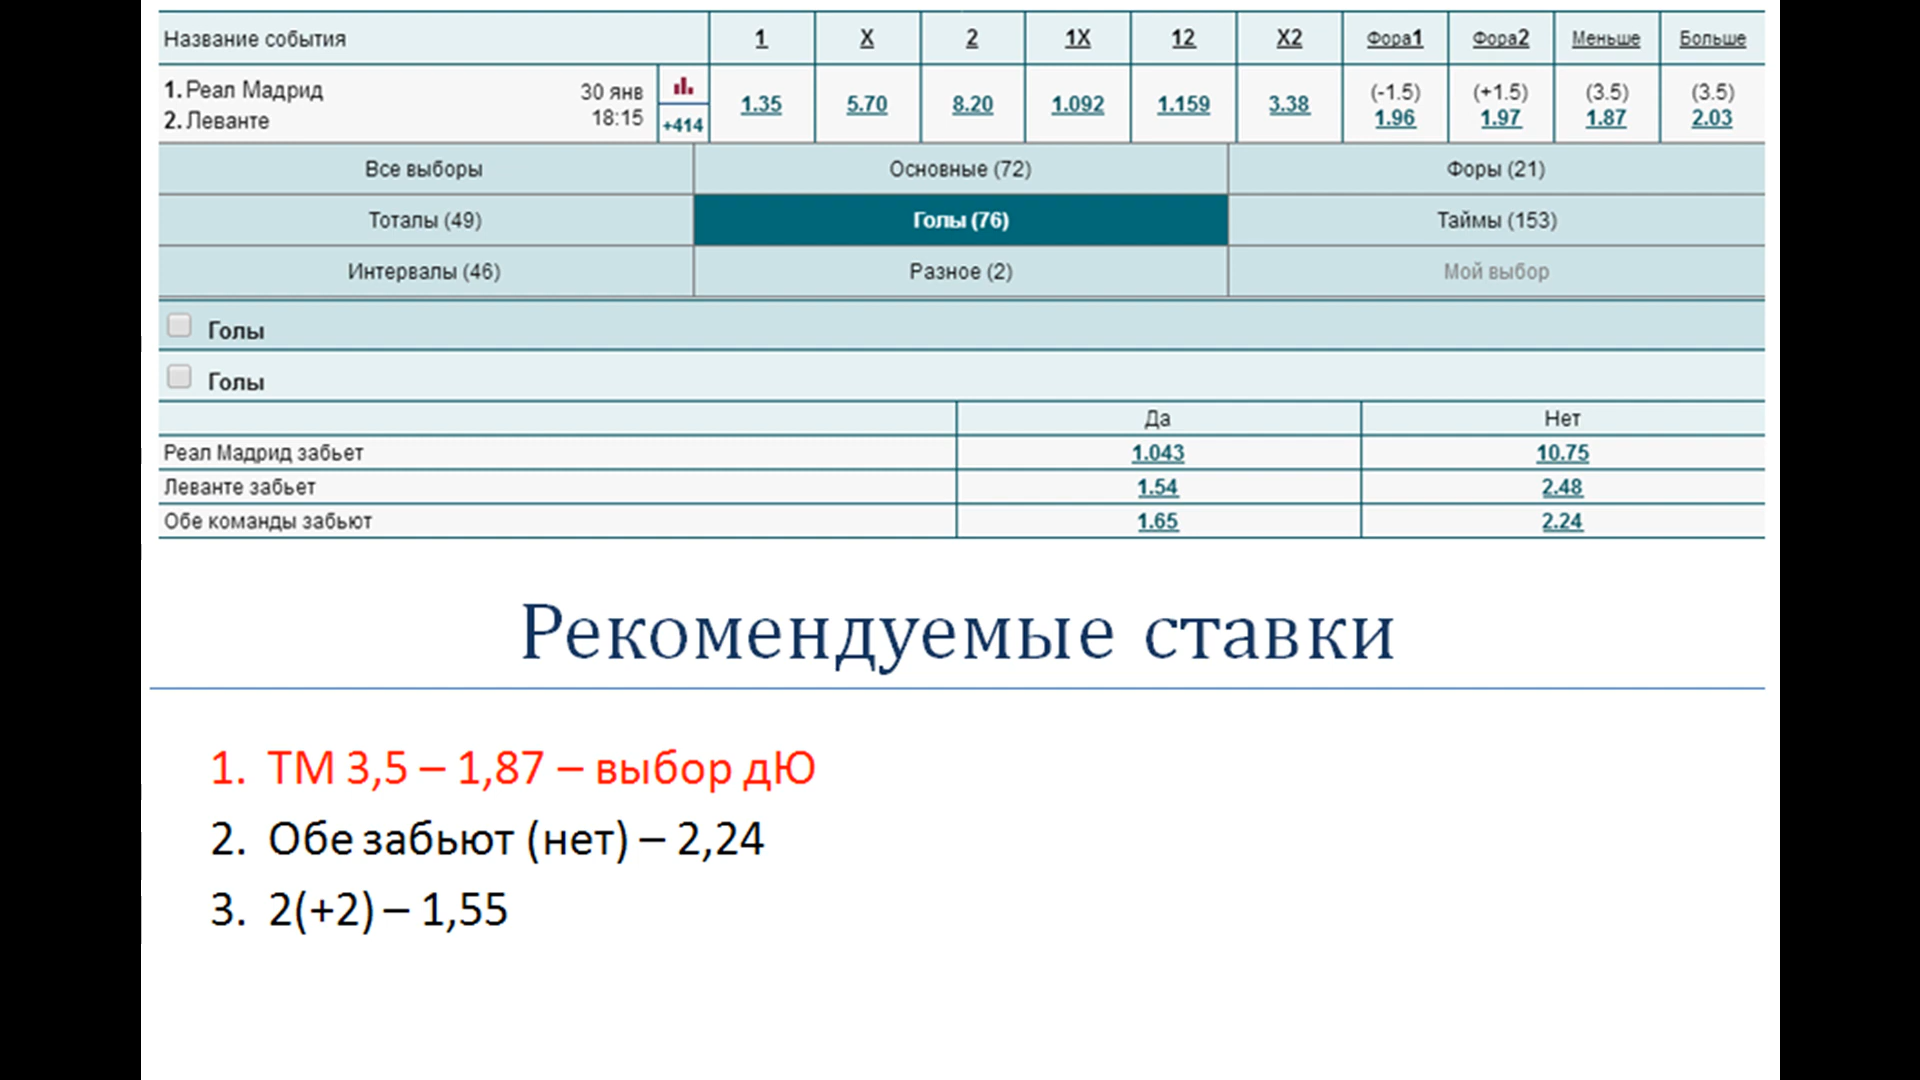 Название события 1 X 2 1X 12 X2 Фора1 Фора2 Меньше Больше
1. Реал Мадрид 30 янв (-1.5) (+1.5) (3.5) (3.5)
2. Леванте 18:15 +414 1.35 5.70 8.20 1.092 1.159 3.38 1.96 1.97 1.87 2.03
Все выборы Основные (72) Форы (21)
Тоталы (49) Голы (76) Таймы (153)
Интервалы (46) Разное (2) Мой выбор
Голы
Голы
Да Нет
Реал Мадрид забьет 1.043 10.75
Леванте забьет 1.54 2.48
Обе команды забьют 1.65 2.24
Рекомендуемые ставки
1. ТМ 3,5 – 1,87 – выбор дЮ
2. Обе забьют (нет) – 2,24
3. 2(+2) – 1,55